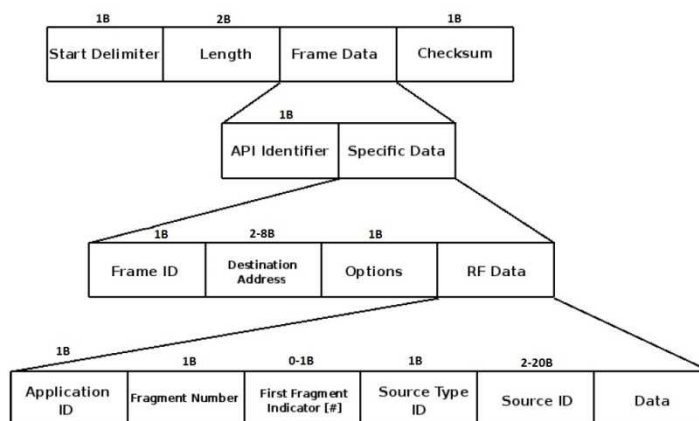 1B 2B 1B
Start Delimiter Length Frame Data Checksum
1B
API Identifier Specific Data
1B 2-8B 1B
Frame ID Destination Address Options RF Data
1B 1B 0-1B 1B 2-20B
Application ID Fragment Number First Fragment Indicator [#] Source Type ID Source ID Data